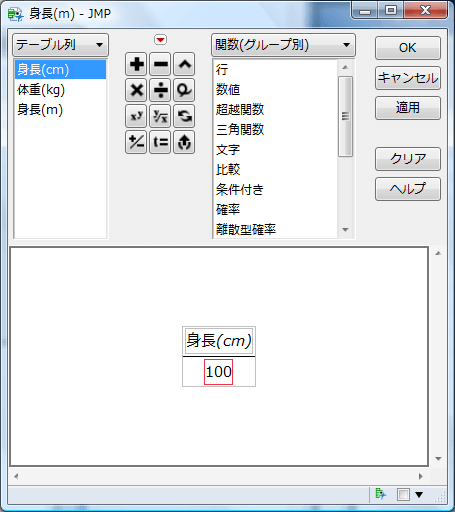 身長(m) - JMP
テーブル列
関数(グループ別)
OK
キャンセル
適用
クリア
ヘルプ
身長(cm)
体重(kg)
身長(m)
xʸ
ʸ√x
t=
行
数値
超越関数
三角関数
文字
比較
条件付き
確率
離散型確率
身長(cm)
100